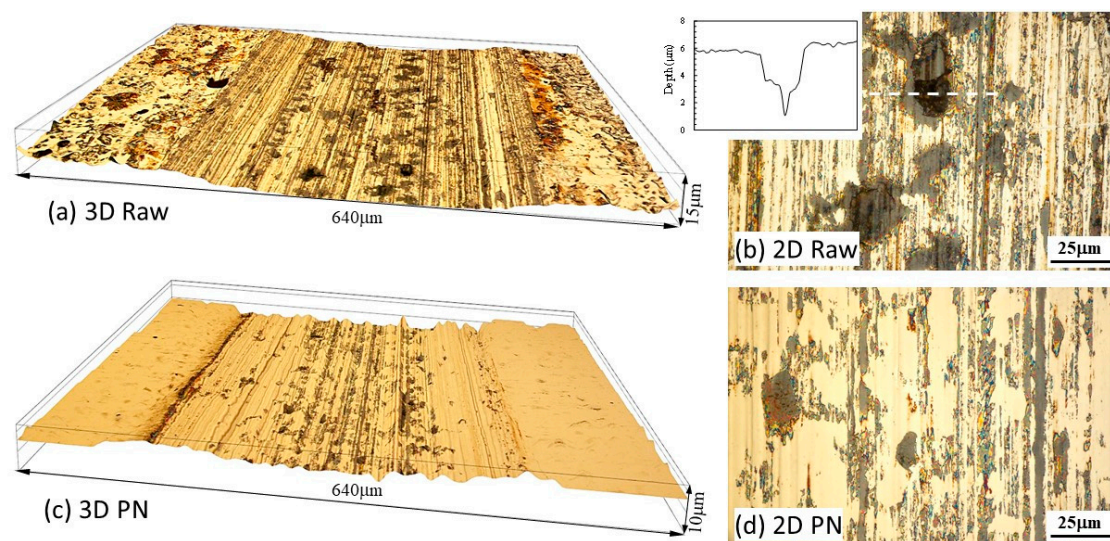 (a) 3D Raw
640μm
15μm
Depth (μm)
8
6
4
2
0
(b) 2D Raw
25μm
(c) 3D PN
640μm
10μm
(d) 2D PN
25μm